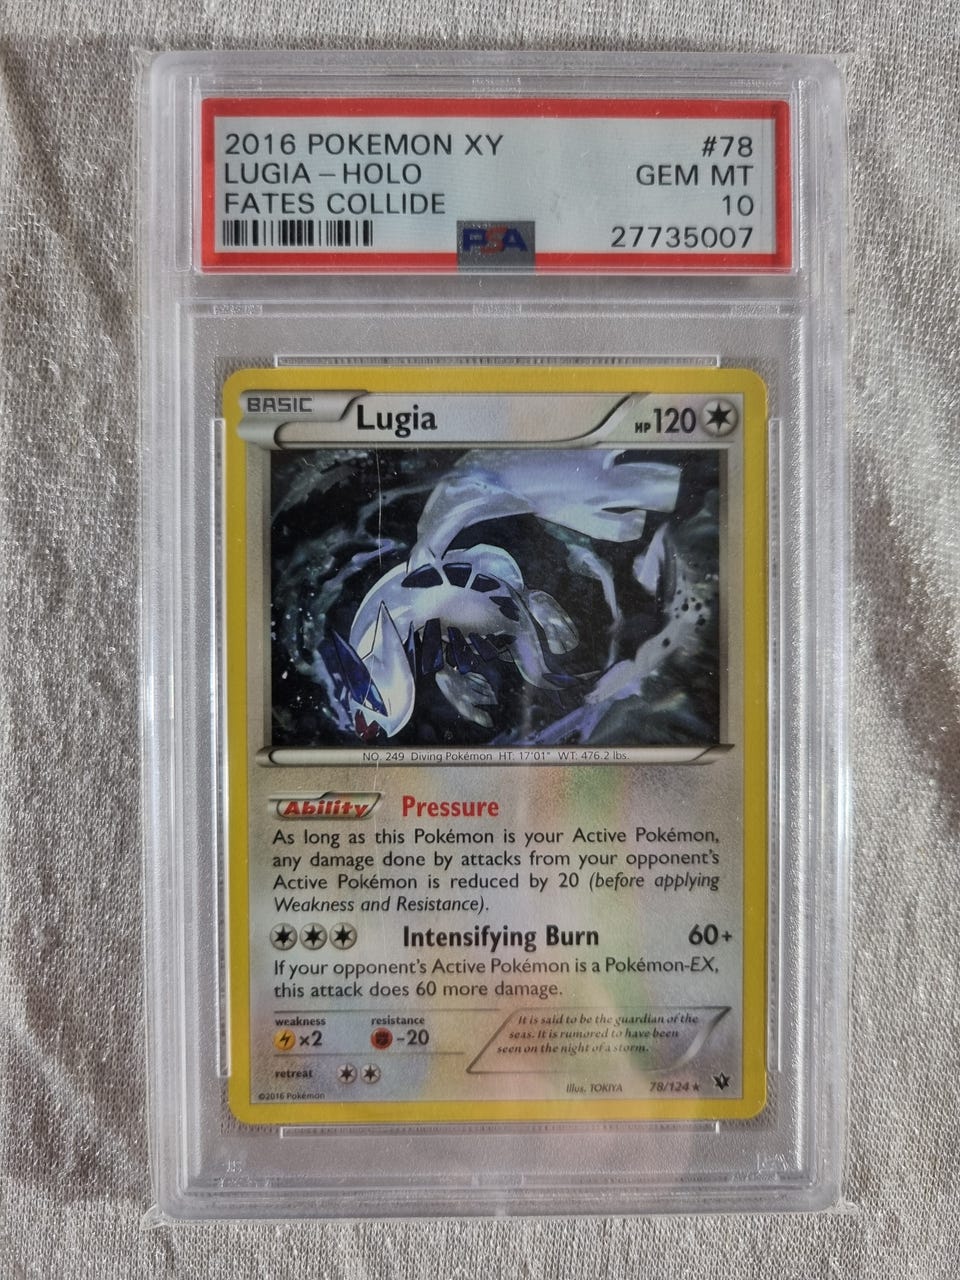 2016 POKEMON XY #78
LUGIA – HOLO GEM MT
FATES COLLIDE 10
PSA 27735007
BASIC Lugia HP120
NO. 249 Diving Pokémon HT: 17'01" WT: 476.2 lbs.
Ability Pressure
As long as this Pokémon is your Active Pokémon,
any damage done by attacks from your opponent's
Active Pokémon is reduced by 20 (before applying
Weakness and Resistance).
Intensifying Burn 60+
If your opponent's Active Pokémon is a Pokémon-EX,
this attack does 60 more damage.
weakness resistance
×2 -20
retreat
It is said to be the guardian of the
seas. It is rumored to have been
seen on the night of a storm.
Illus. TOKIYA 78/124 ★
©2016 Pokémon